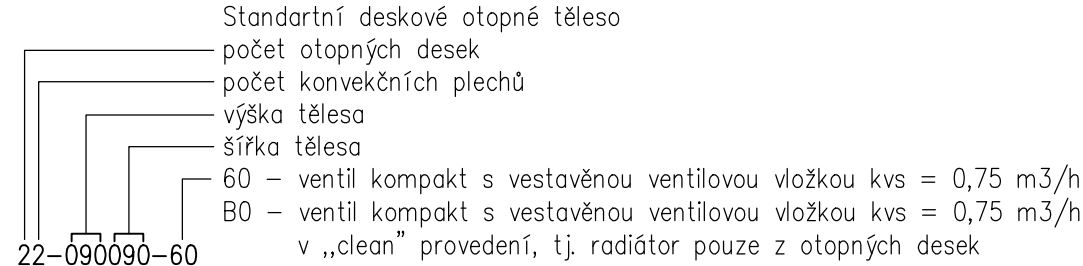 Standartní deskové otopné těleso
počet otopných desek
počet konvekčních plechů
výška tělesa
šířka tělesa
60 – ventil kompakt s vestavěnou ventilovou vložkou kvs = 0,75 m3/h
B0 – ventil kompakt s vestavěnou ventilovou vložkou kvs = 0,75 m3/h
v ,,clean” provedení, tj. radiátor pouze z otopných desek
22-090090-60